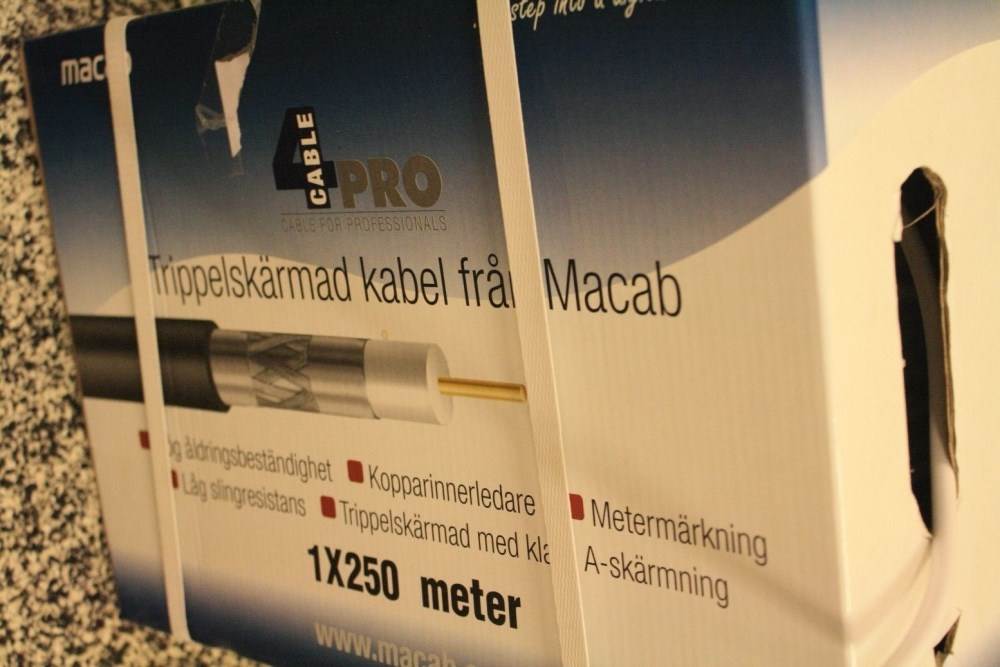 step into a
mac
4 CABLE PRO
CABLE FOR PROFESSIONALS
Trippelskärmad kabel från Macab
åldringsbeständighet Kopparinnerledare Metermärkning
Låg slingresistans Trippelskärmad med kla A-skärmning
1X250 meter
www.macab